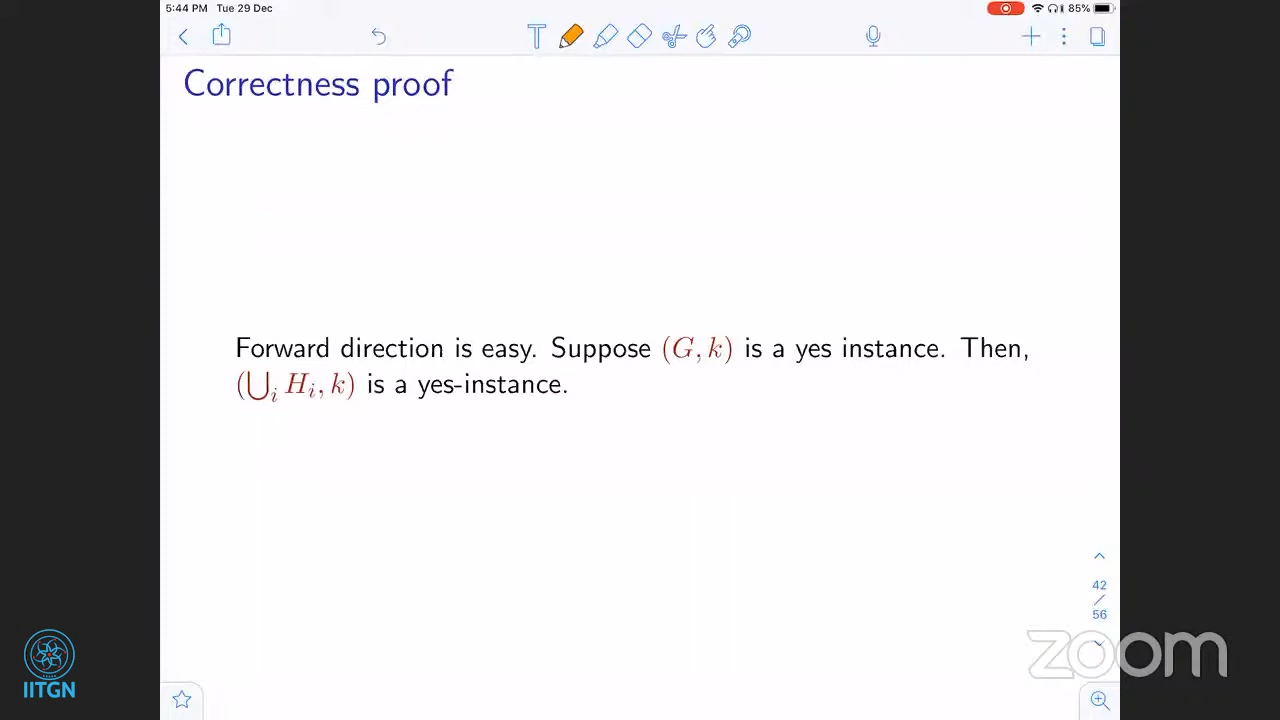 5:44 PM Tue 29 Dec
85%
T
Correctness proof
Forward direction is easy. Suppose (G, k) is a yes instance. Then,
(⋃ᵢ Hᵢ, k) is a yes-instance.
42
/
56
IITGN
zoom